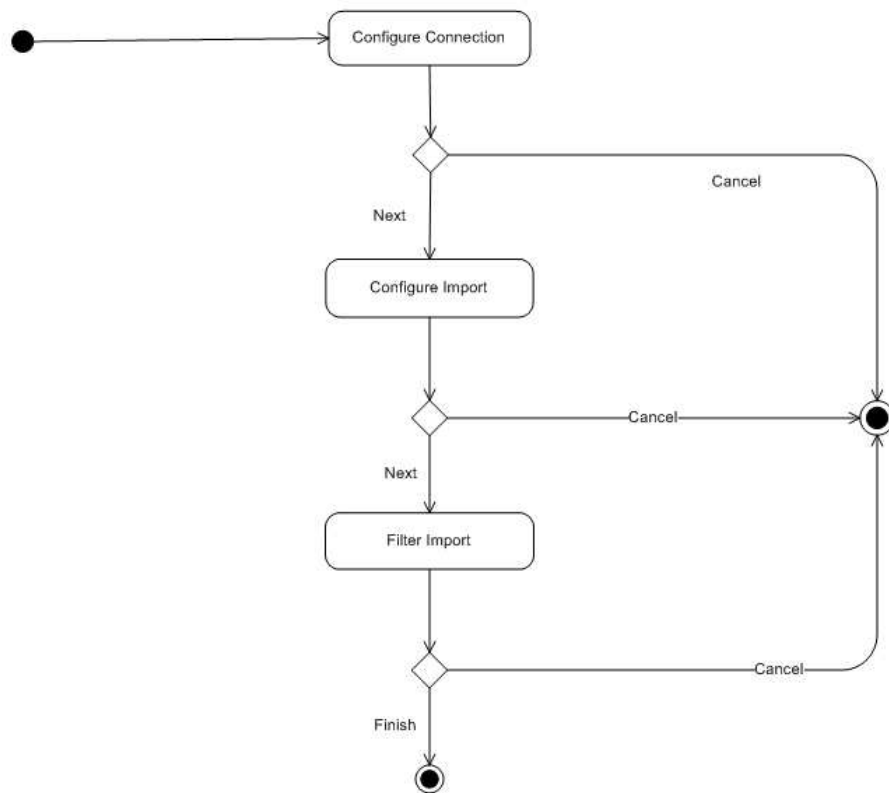 Configure Connection
Cancel
Next
Configure Import
Cancel
Next
Filter Import
Cancel
Finish